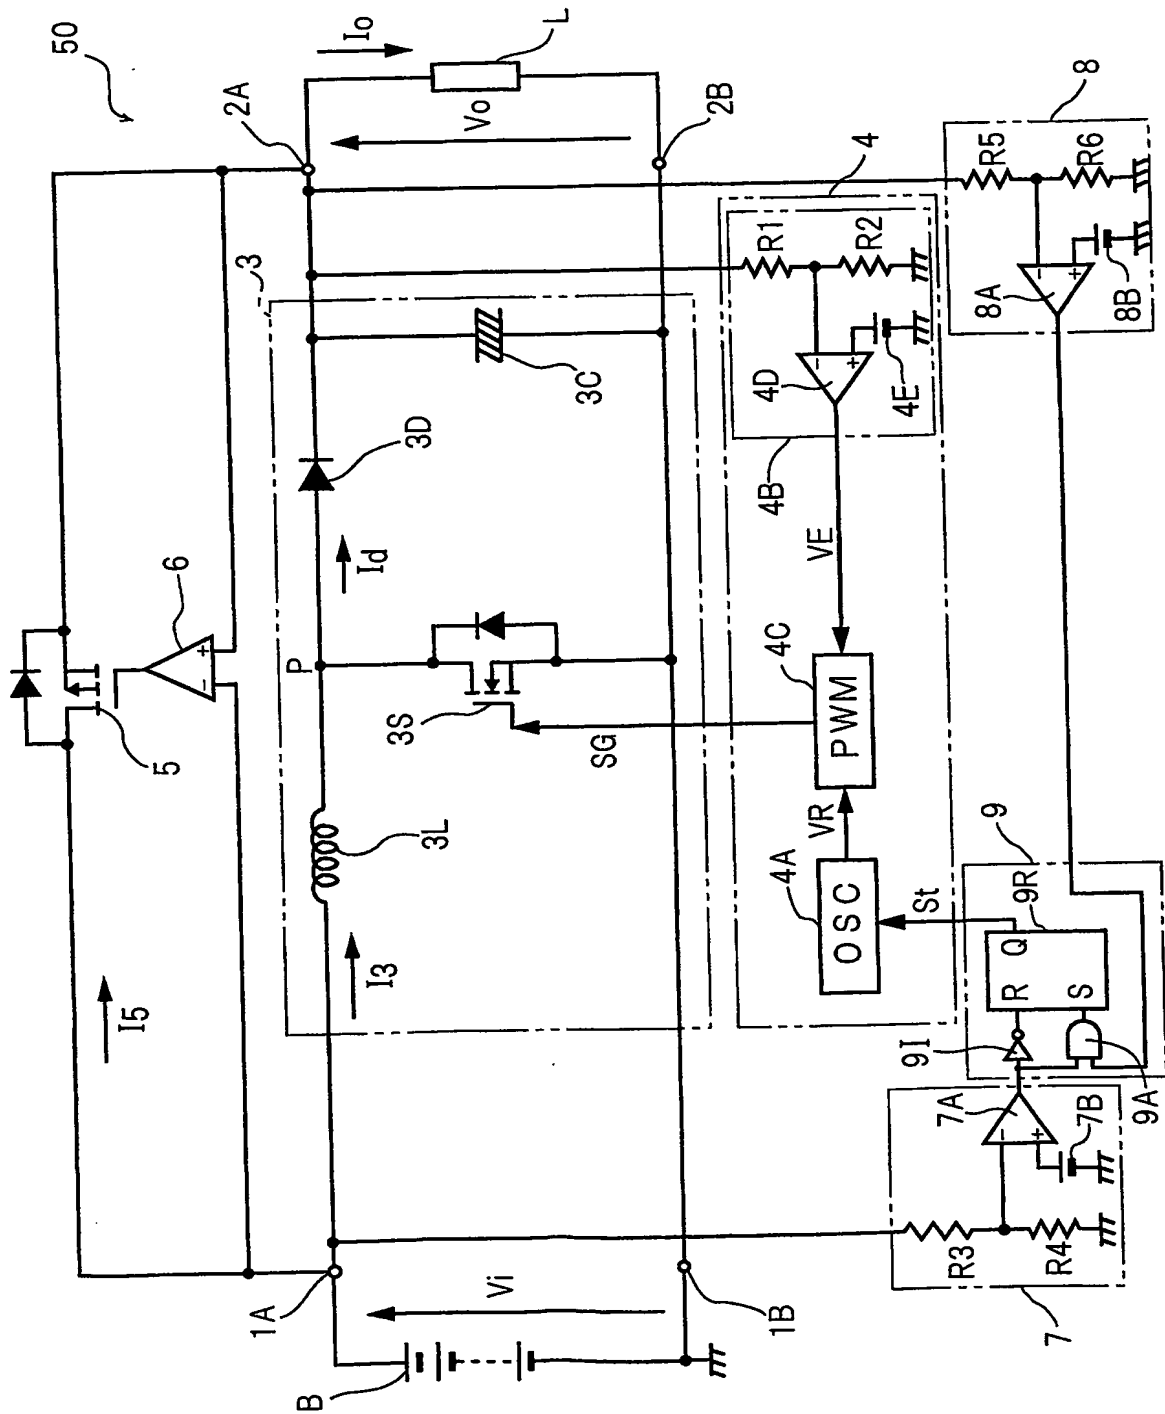 50
Io
2A
L
Vo
2B
6
5
I5
3
3D
3C
P
Id
3S
SG
3L
I3
1A
Vi
1B
B
4
R1
R2
4D
4E
4B
VE
4C
PWM
VR
4A
OSC
St
8
R5
R6
8A
8B
9
9R
Q
R
S
9I
9A
7A
7B
R3
R4
7
-
+
-
+
-
+
-
+